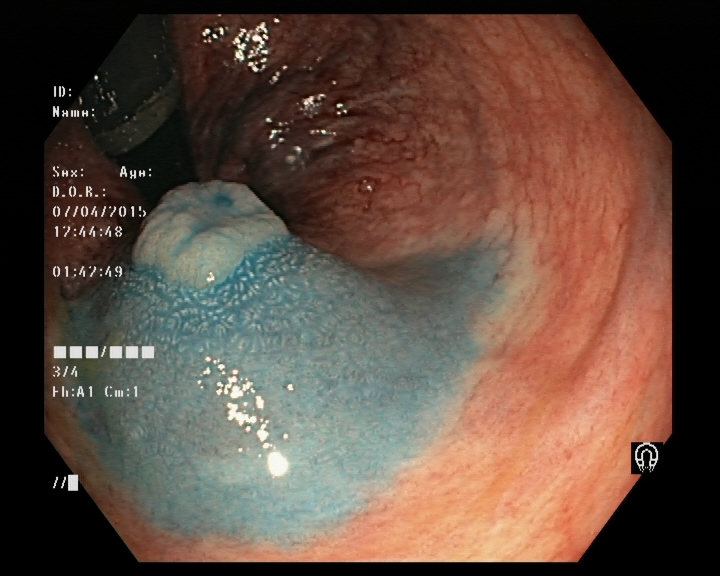 ID:
Name:
Sex: Age:
D.O.B.:
07/04/2015
12:44:48
01:42:49
■■■/■■■
3/4
Eh:A1 Cm:1
//